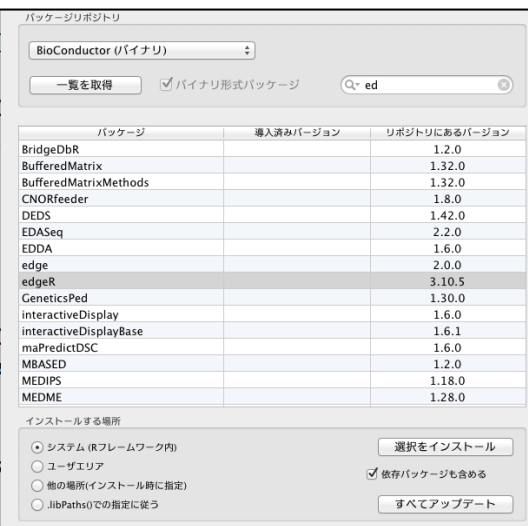 パッケージリポジトリ
BioConductor (バイナリ)
一覧を取得 バイナリ形式パッケージ ed
パッケージ 導入済みバージョン リポジトリにあるバージョン
BridgeDbR 1.2.0
BufferedMatrix 1.32.0
BufferedMatrixMethods 1.32.0
CNORfeeder 1.8.0
DEDS 1.42.0
EDASeq 2.2.0
EDDA 1.6.0
edge 2.0.0
edgeR 3.10.5
GeneticsPed 1.30.0
interactiveDisplay 1.6.0
interactiveDisplayBase 1.6.1
maPredictDSC 1.6.0
MBASED 1.2.0
MEDIPS 1.18.0
MEDME 1.28.0
インストールする場所
システム (Rフレームワーク内) 選択をインストール
ユーザエリア 依存パッケージも含める
他の場所(インストール時に指定)
.libPaths()での指定に従う すべてアップデート